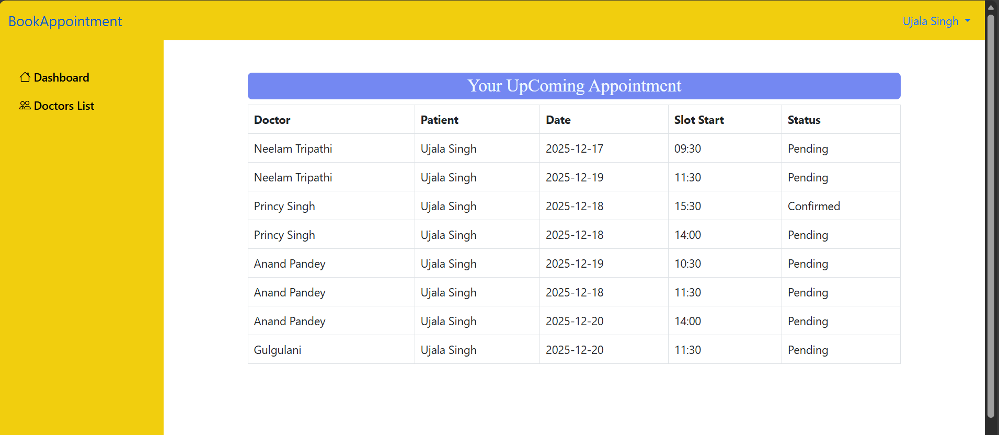 BookAppointment
Ujala Singh
Dashboard
Doctors List
Your UpComing Appointment
Doctor Patient Date Slot Start Status
Neelam Tripathi Ujala Singh 2025-12-17 09:30 Pending
Neelam Tripathi Ujala Singh 2025-12-19 11:30 Pending
Princy Singh Ujala Singh 2025-12-18 15:30 Confirmed
Princy Singh Ujala Singh 2025-12-18 14:00 Pending
Anand Pandey Ujala Singh 2025-12-19 10:30 Pending
Anand Pandey Ujala Singh 2025-12-18 11:30 Pending
Anand Pandey Ujala Singh 2025-12-20 14:00 Pending
Gulgulani Ujala Singh 2025-12-20 11:30 Pending